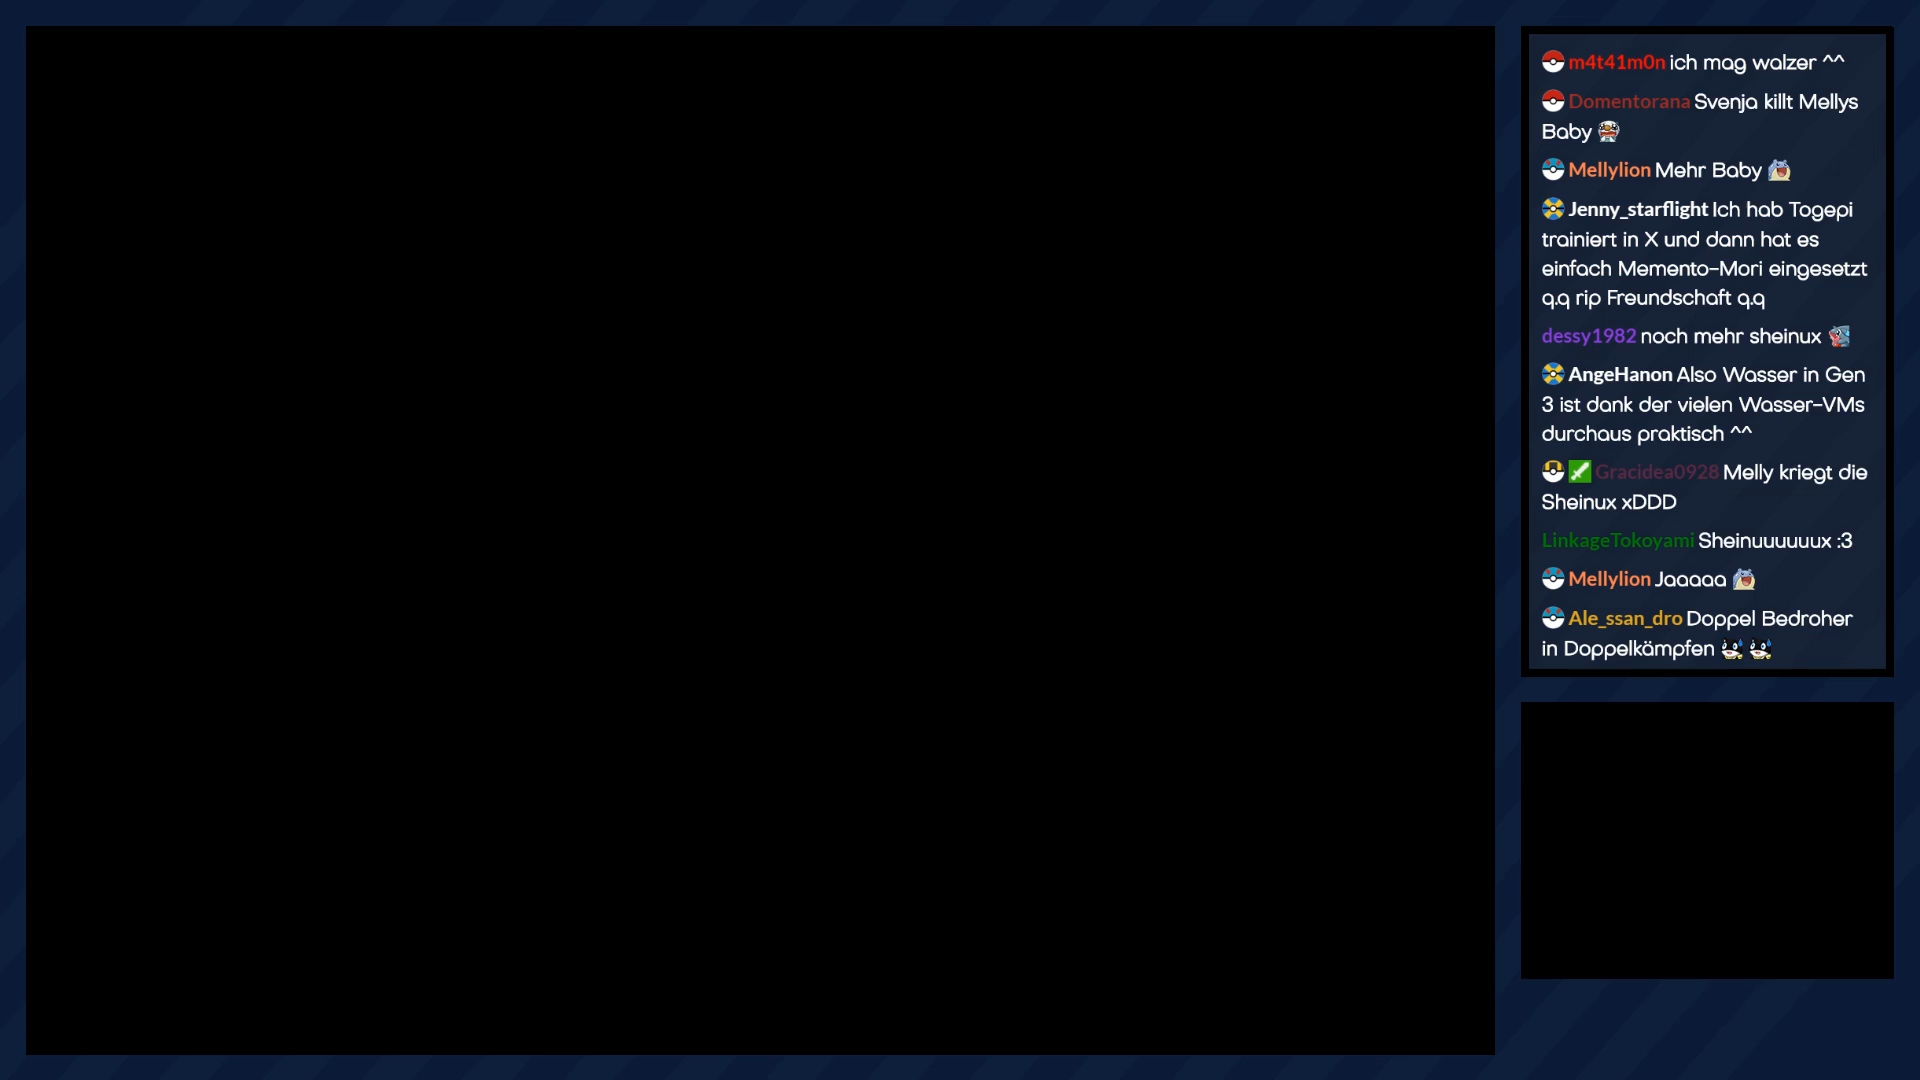 m4t41m0n ich mag walzer ^^
Domentorana Svenja killt Mellys
Baby
Mellylion Mehr Baby
Jenny_starflight Ich hab Togepi
trainiert in X und dann hat es
einfach Memento-Mori eingesetzt
q.q rip Freundschaft q.q
dessy1982 noch mehr sheinux
AngeHanon Also Wasser in Gen
3 ist dank der vielen Wasser-VMs
durchaus praktisch ^^
Gracidea0928 Melly kriegt die
Sheinux xDDD
LinkageTokoyami Sheinuuuuuux :3
Mellylion Jaaaaa
Ale_ssan_dro Doppel Bedroher
in Doppelkämpfen